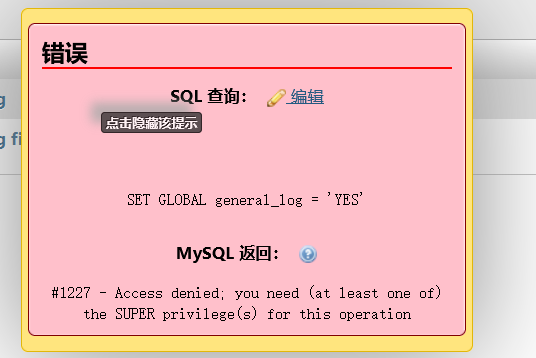 错误
SQL 查询： 编辑
点击隐藏该提示
g
g fi
SET GLOBAL general_log = 'YES'
MySQL 返回：
#1227 - Access denied; you need (at least one of)
the SUPER privilege(s) for this operation